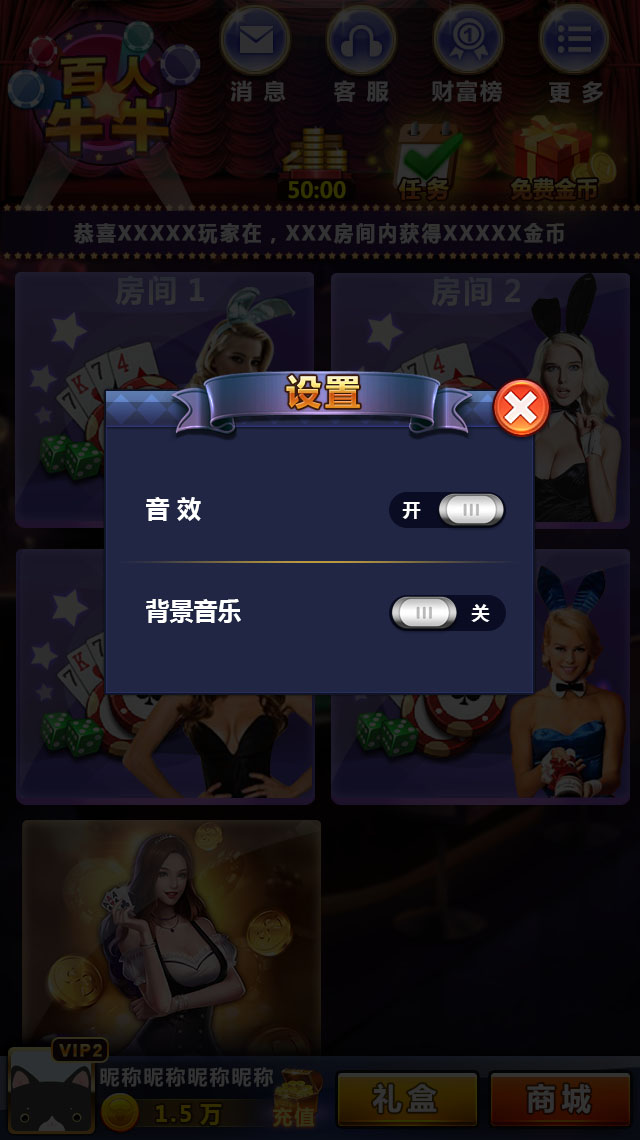 百人
牛牛
消息
客服
财富榜
更多
50:00
任务
免费金币
恭喜XXXXX玩家在，XXX房间内获得XXXXX金币
房间 1
房间 2
设置
音效
开
背景音乐
关
VIP2
昵称昵称昵称昵称
1.5 万
充值
礼盒
商城